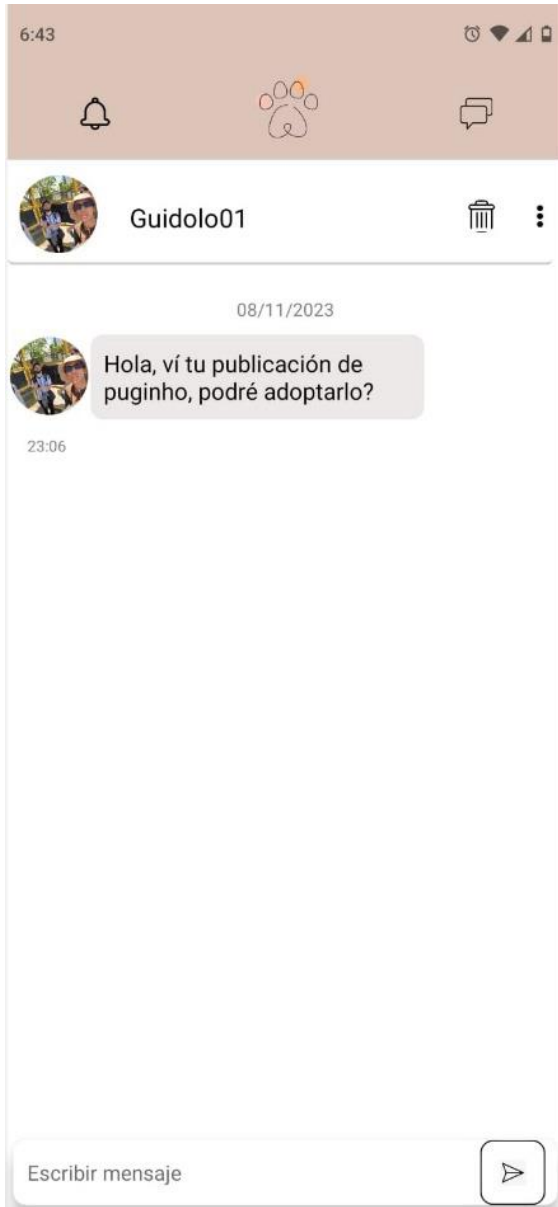 6:43
Guidolo01
08/11/2023
Hola, ví tu publicación de
puginho, podré adoptarlo?
23:06
Escribir mensaje